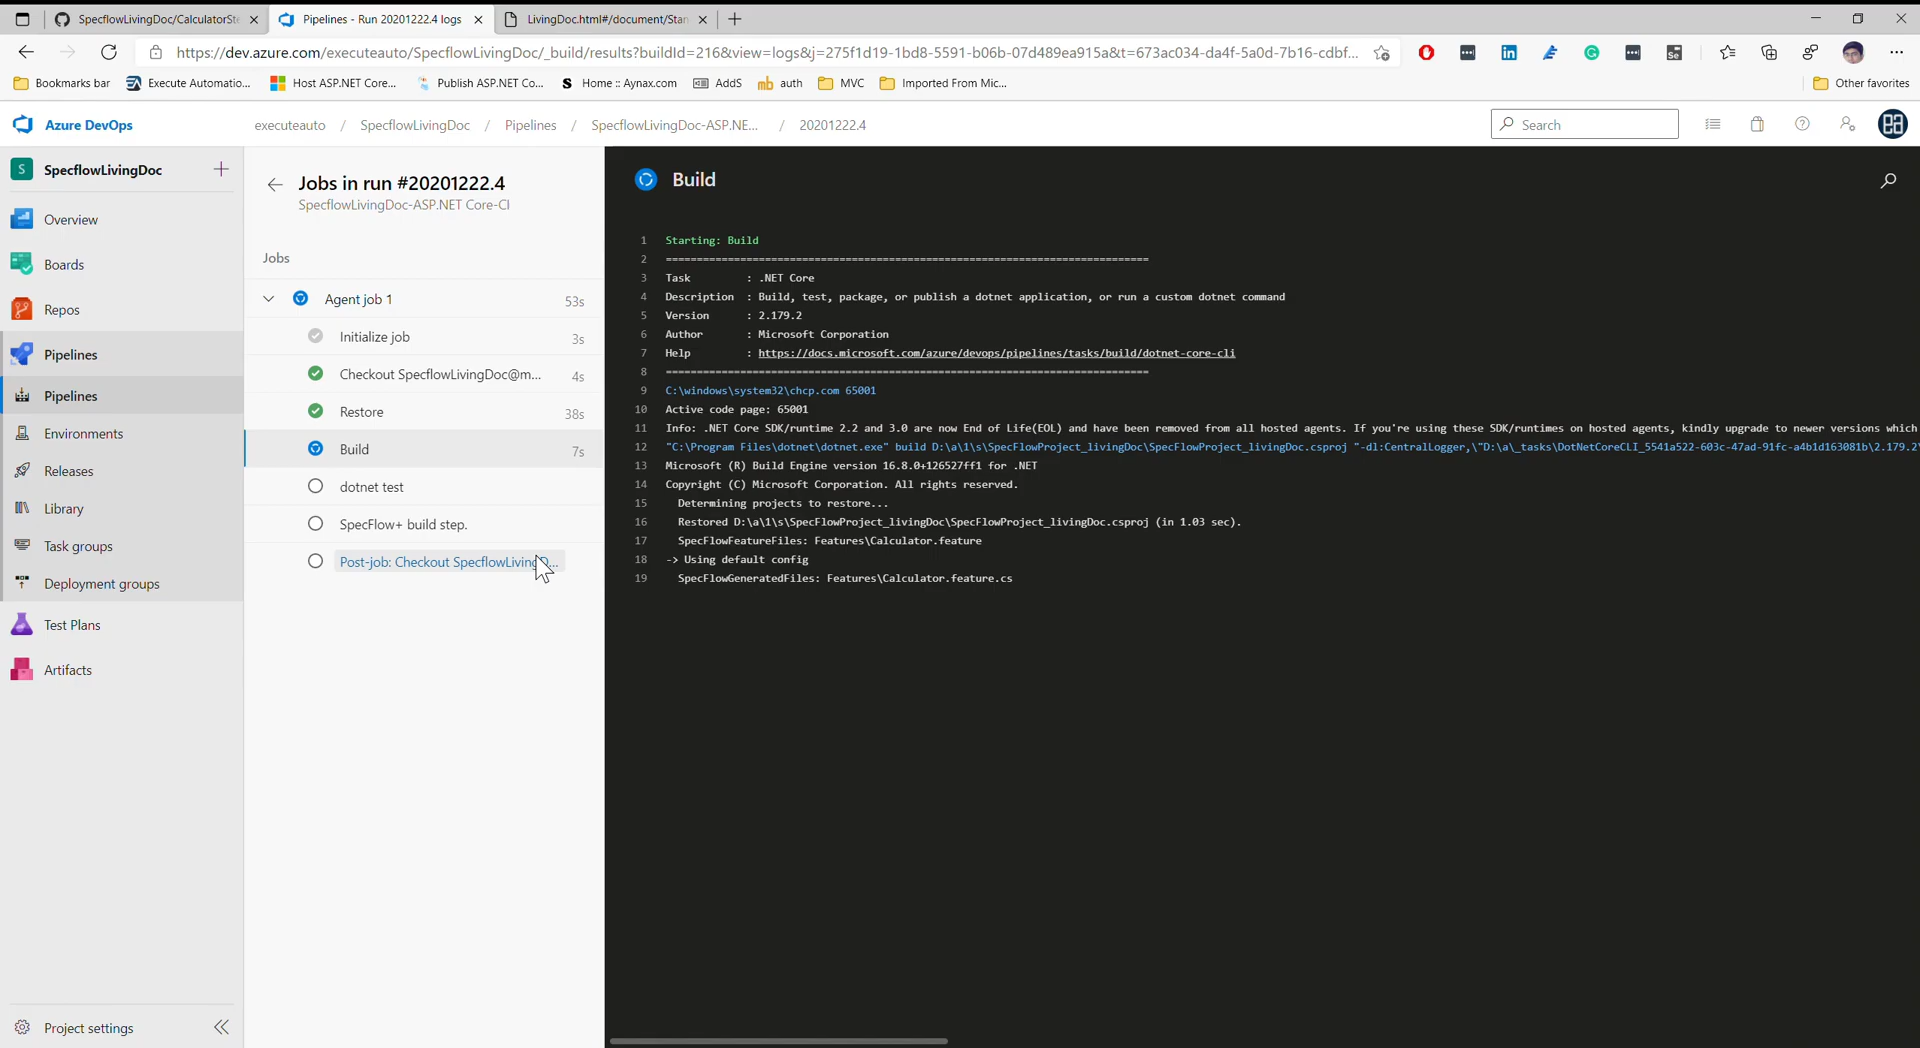 SpecflowLivingDoc/CalculatorSte
Pipelines - Run 20201222.4 logs
LivingDoc.html#/document/Stan
https://dev.azure.com/executeauto/SpecflowLivingDoc/_build/results?buildId=216&view=logs&j=275f1d19-1bd8-5591-b06b-07d489ea915a&t=673ac034-da4f-5a0d-7b16-cdbf...
Bookmarks bar
Execute Automatio...
Host ASP.NET Core...
Publish ASP.NET Co...
Home :: Aynax.com
AddS
auth
MVC
Imported From Mic...
Other favorites
Azure DevOps
executeauto / SpecflowLivingDoc / Pipelines / SpecflowLivingDoc-ASP.NE... / 20201222.4
Search
S SpecflowLivingDoc
Overview
Boards
Repos
Pipelines
Pipelines
Environments
Releases
Library
Task groups
Deployment groups
Test Plans
Artifacts
Project settings
Jobs in run #20201222.4
SpecflowLivingDoc-ASP.NET Core-CI
Jobs
Agent job 1 53s
Initialize job 3s
Checkout SpecflowLivingDoc@m... 4s
Restore 38s
Build 7s
dotnet test
SpecFlow+ build step.
Post-job: Checkout SpecflowLivingD...
Build
1 Starting: Build
2 ==============================================================================
3 Task : .NET Core
4 Description : Build, test, package, or publish a dotnet application, or run a custom dotnet command
5 Version : 2.179.2
6 Author : Microsoft Corporation
7 Help : https://docs.microsoft.com/azure/devops/pipelines/tasks/build/dotnet-core-cli
8 ==============================================================================
9 C:\windows\system32\chcp.com 65001
10 Active code page: 65001
11 Info: .NET Core SDK/runtime 2.2 and 3.0 are now End of Life(EOL) and have been removed from all hosted agents. If you're using these SDK/runtimes on hosted agents, kindly upgrade to newer versions which
12 "C:\Program Files\dotnet\dotnet.exe" build D:\a\1\s\SpecFlowProject_livingDoc\SpecFlowProject_livingDoc.csproj "-dl:CentralLogger,\"D:\a\_tasks\DotNetCoreCLI_5541a522-603c-47ad-91fc-a4b1d163081b\2.179.2\
13 Microsoft (R) Build Engine version 16.8.0+126527ff1 for .NET
14 Copyright (C) Microsoft Corporation. All rights reserved.
15 Determining projects to restore...
16 Restored D:\a\1\s\SpecFlowProject_livingDoc\SpecFlowProject_livingDoc.csproj (in 1.03 sec).
17 SpecFlowFeatureFiles: Features\Calculator.feature
18 -> Using default config
19 SpecFlowGeneratedFiles: Features\Calculator.feature.cs